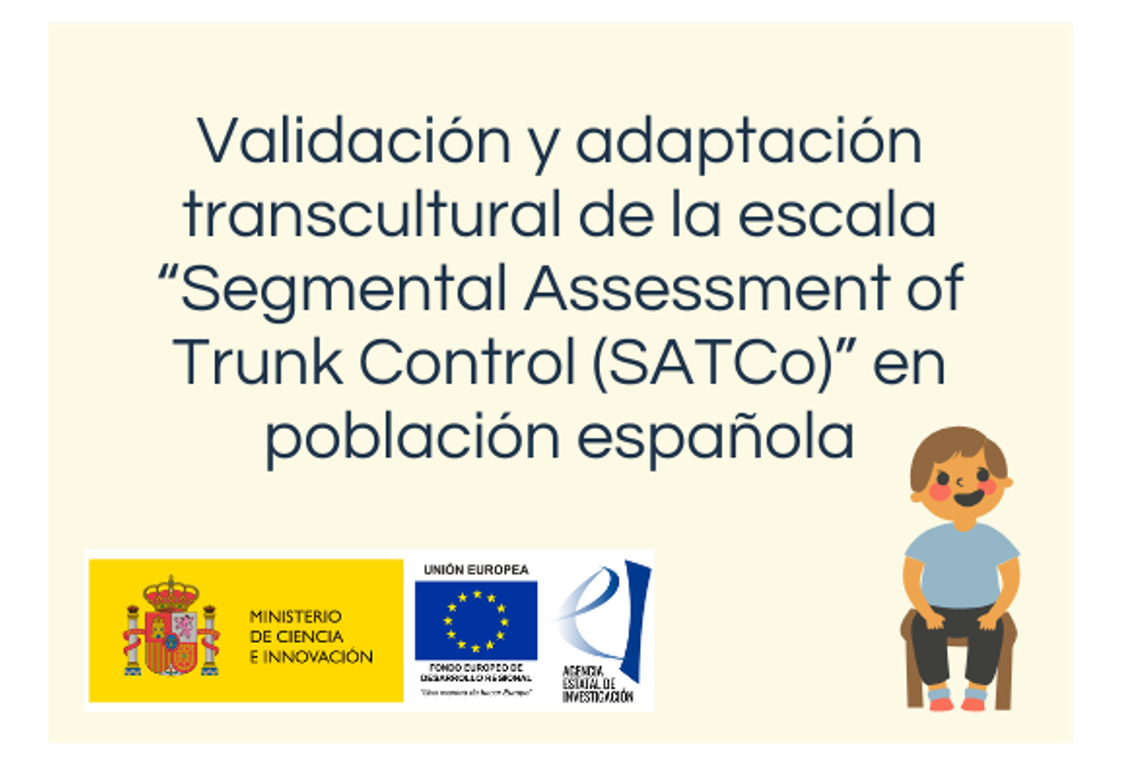 Validación y adaptación
transcultural de la escala
“Segmental Assessment of
Trunk Control (SATCo)” en
población española
MINISTERIO
DE CIENCIA
E INNOVACIÓN
UNIÓN EUROPEA
FONDO EUROPEO DE
DESARROLLO REGIONAL
"Una manera de hacer Europa"
AGENCIA
ESTATAL DE
INVESTIGACIÓN